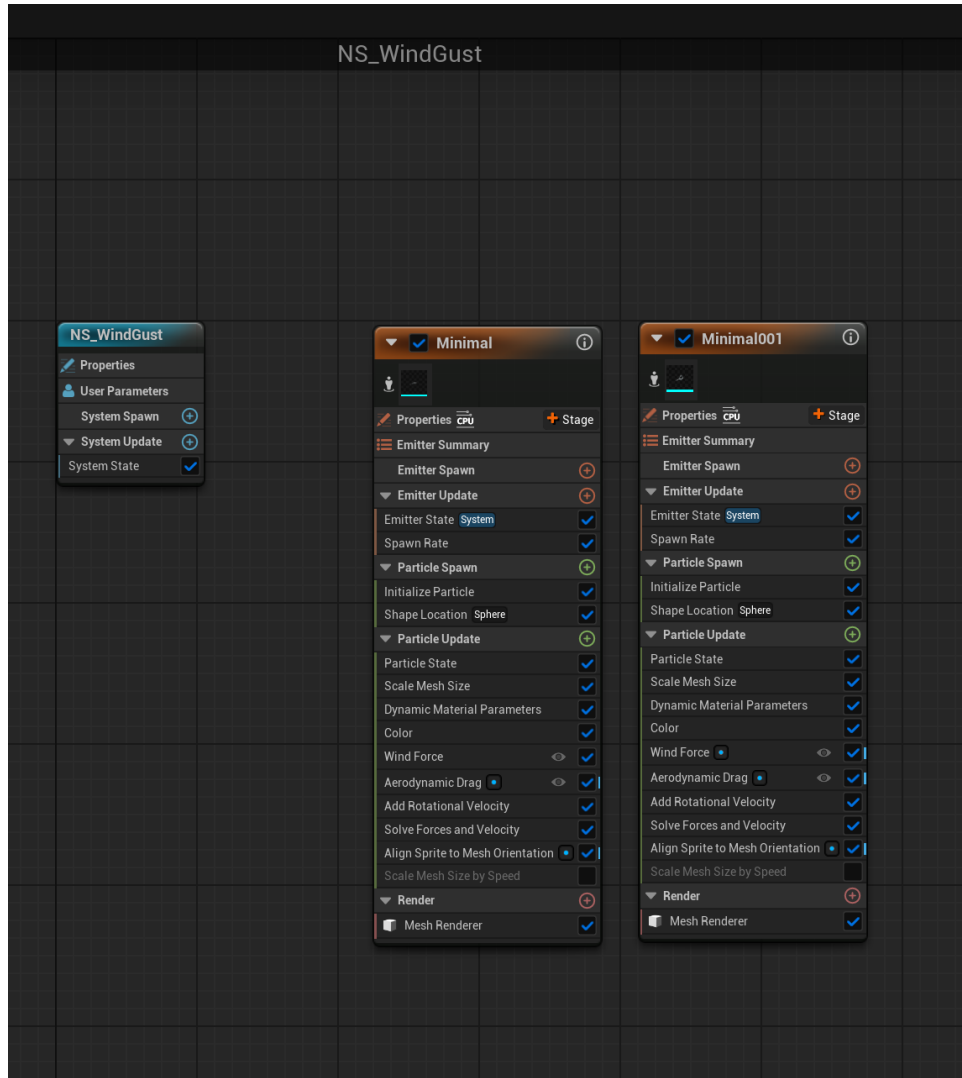 NS_WindGust
NS_WindGust
Properties
User Parameters
System Spawn
System Update
System State
Minimal
Properties CPU Stage
Emitter Summary
Emitter Spawn
Emitter Update
Emitter State System
Spawn Rate
Particle Spawn
Initialize Particle
Shape Location Sphere
Particle Update
Particle State
Scale Mesh Size
Dynamic Material Parameters
Color
Wind Force
Aerodynamic Drag
Add Rotational Velocity
Solve Forces and Velocity
Align Sprite to Mesh Orientation
Scale Mesh Size by Speed
Render
Mesh Renderer
Minimal001
Properties CPU Stage
Emitter Summary
Emitter Spawn
Emitter Update
Emitter State System
Spawn Rate
Particle Spawn
Initialize Particle
Shape Location Sphere
Particle Update
Particle State
Scale Mesh Size
Dynamic Material Parameters
Color
Wind Force
Aerodynamic Drag
Add Rotational Velocity
Solve Forces and Velocity
Align Sprite to Mesh Orientation
Scale Mesh Size by Speed
Render
Mesh Renderer